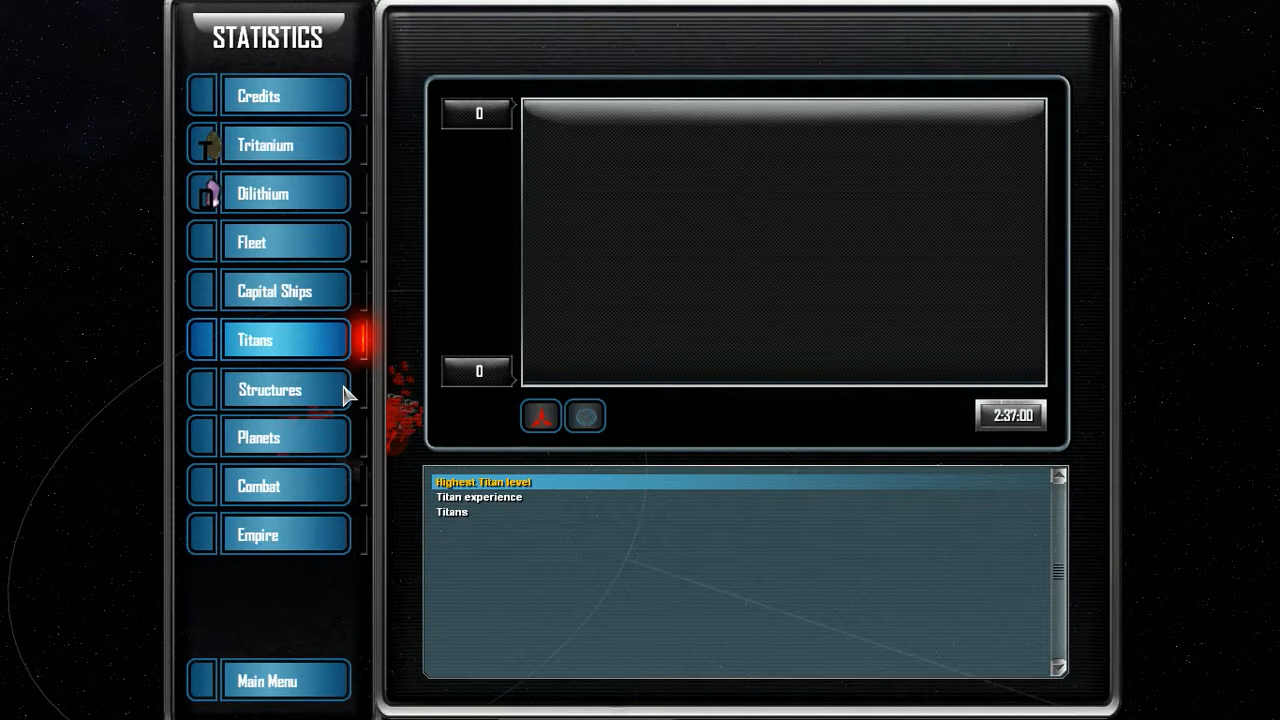 STATISTICS
Credits
Tritanium
Dilithium
Fleet
Capital Ships
Titans
Structures
Planets
Combat
Empire
Main Menu
0
0
2:37:00
Highest Titan level
Titan experience
Titans